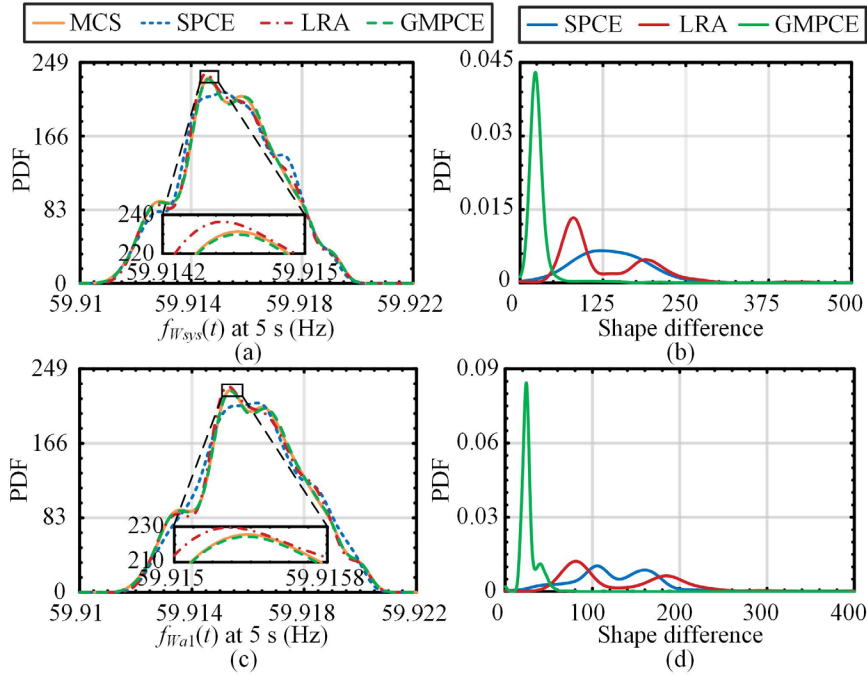 MCS SPCE LRA GMPCE
SPCE LRA GMPCE
249
166
83
0
PDF
240
220
59.9142 59.915
59.91 59.914 59.918 59.922
f_Wsys(t) at 5 s (Hz)
(a)
0.045
0.03
0.015
0
PDF
0 125 250 375 500
Shape difference
(b)
249
166
83
0
PDF
230
210
59.915 59.9158
59.91 59.914 59.918 59.922
f_Wa1(t) at 5 s (Hz)
(c)
0.09
0.06
0.03
0
PDF
0 100 200 300 400
Shape difference
(d)